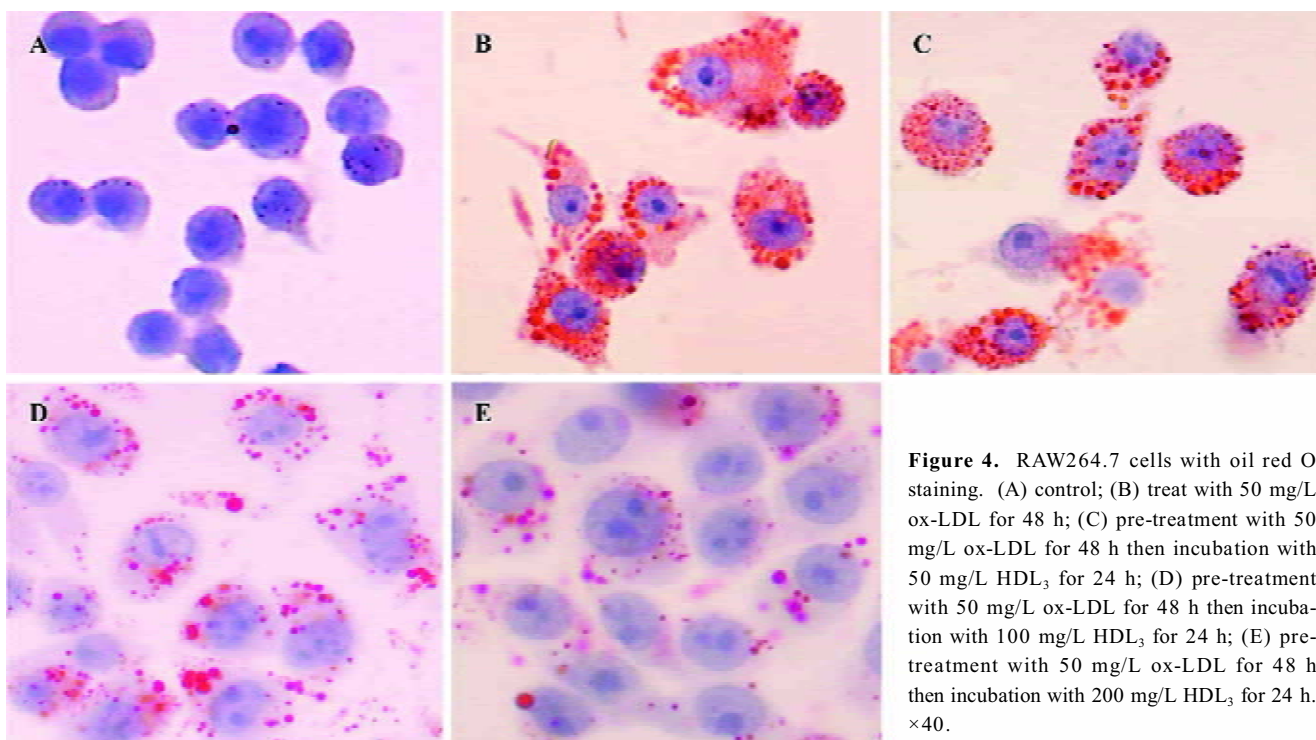 A
B
C
D
E
Figure 4. RAW264.7 cells with oil red O
staining. (A) control; (B) treat with 50 mg/L
ox-LDL for 48 h; (C) pre-treatment with 50
mg/L ox-LDL for 48 h then incubation with
50 mg/L HDL₃ for 24 h; (D) pre-treatment
with 50 mg/L ox-LDL for 48 h then incuba-
tion with 100 mg/L HDL₃ for 24 h; (E) pre-
treatment with 50 mg/L ox-LDL for 48 h
then incubation with 200 mg/L HDL₃ for 24 h.
×40.